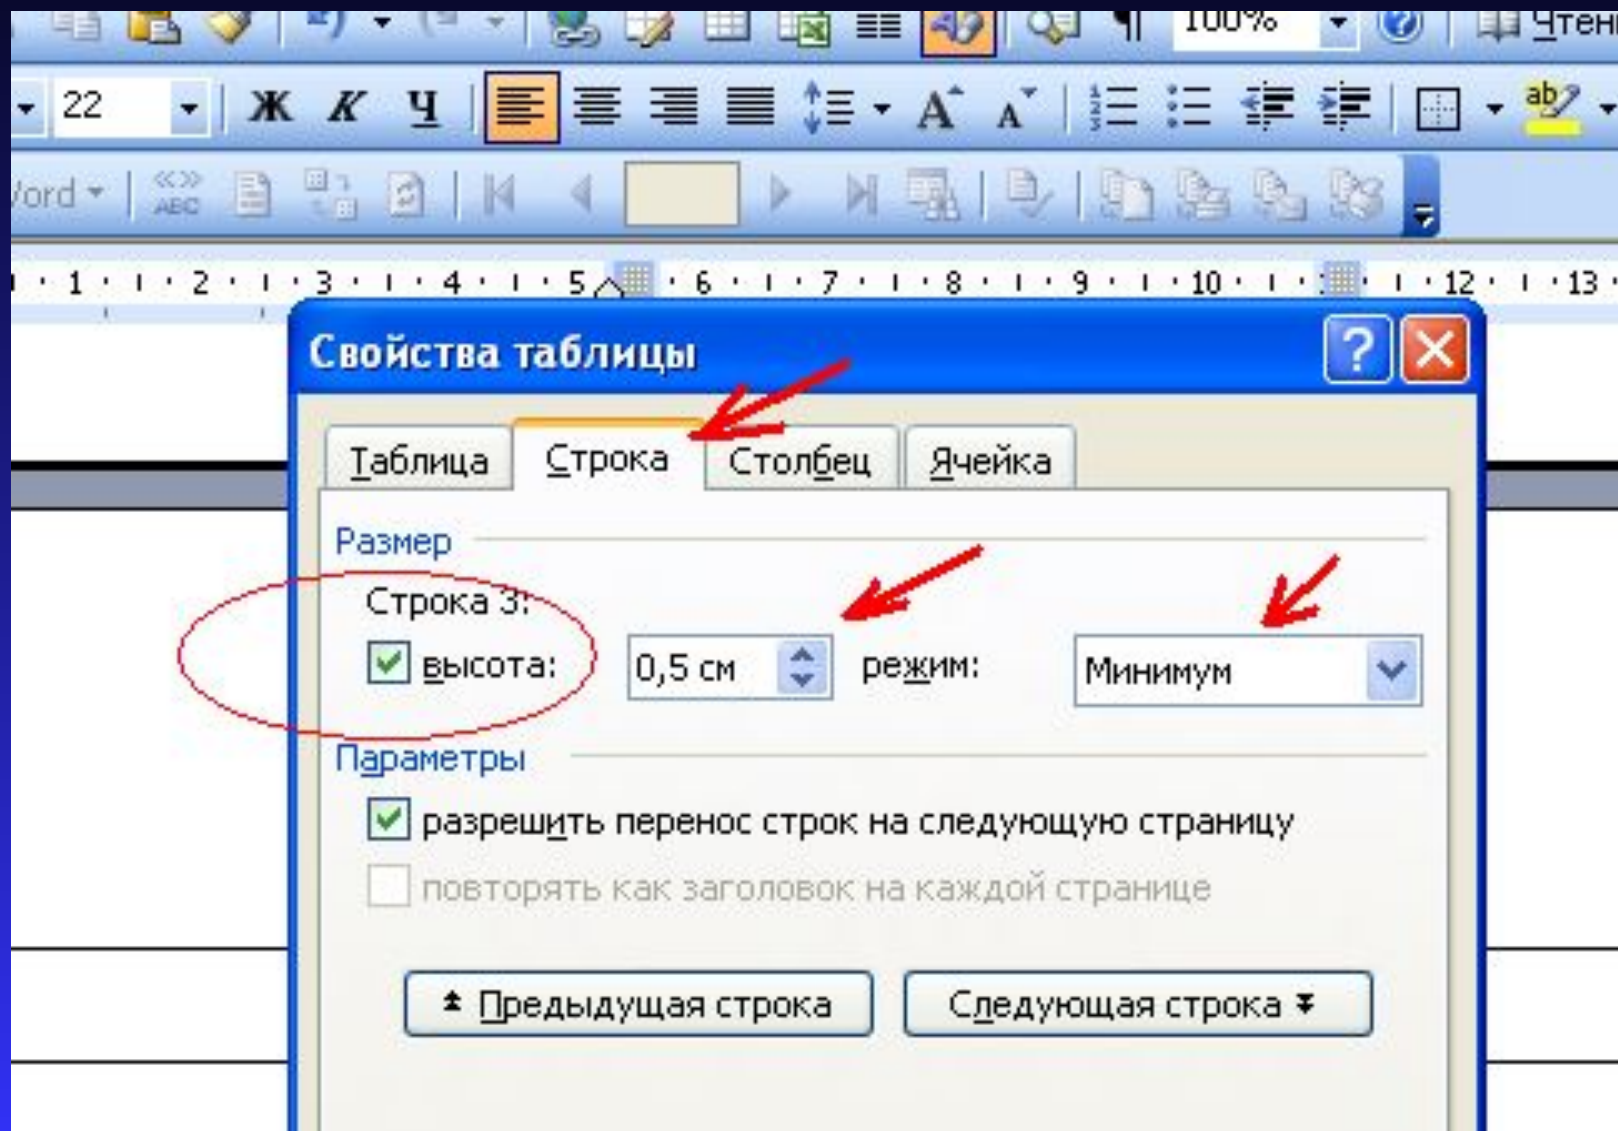 100%
22 Ж К Ч
ABC
1 2 3 4 5 6 7 8 9 10 12 13
Свойства таблицы
Таблица Строка Столбец Ячейка
Размер
Строка 3:
высота: 0,5 см режим: Минимум
Параметры
разрешить перенос строк на следующую страницу
повторять как заголовок на каждой странице
Предыдущая строка Следующая строка